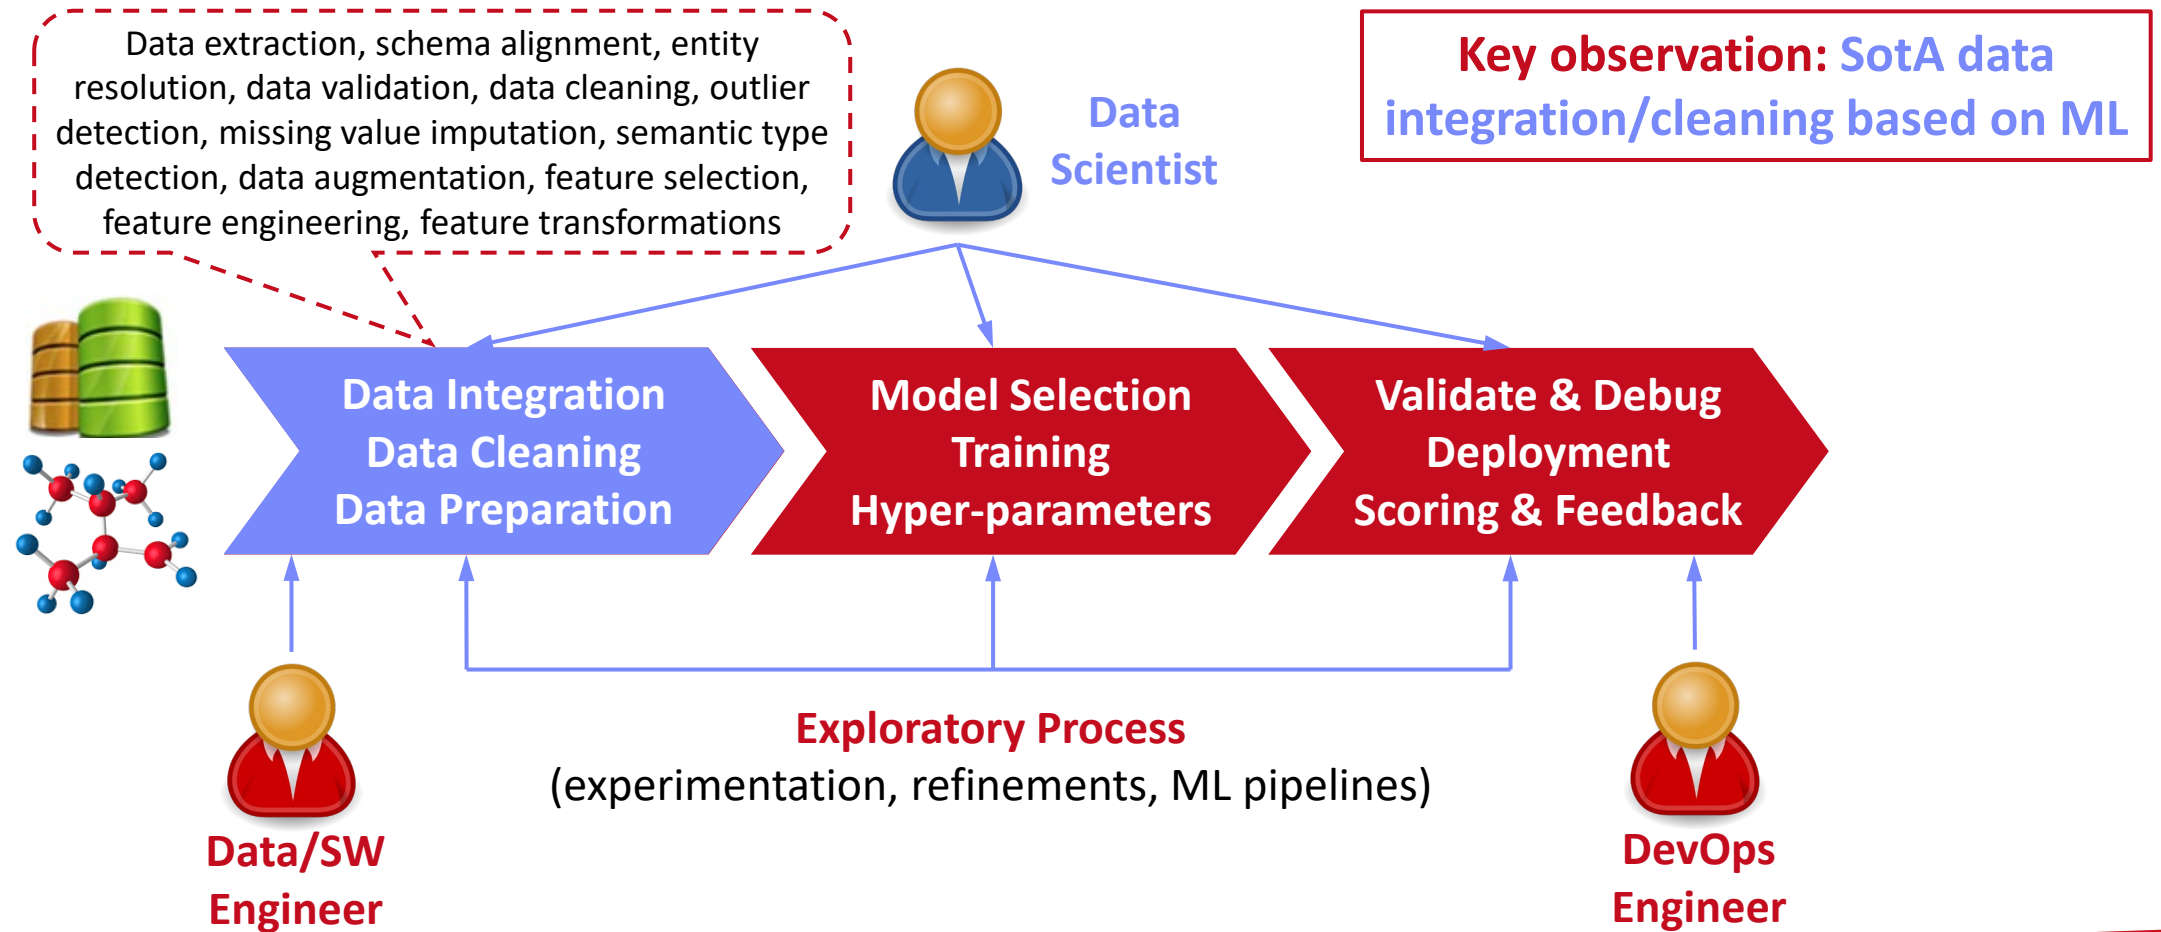 Data extraction, schema alignment, entity
resolution, data validation, data cleaning, outlier
detection, missing value imputation, semantic type
detection, data augmentation, feature selection,
feature engineering, feature transformations
Data
Scientist
Key observation: SotA data
integration/cleaning based on ML
Data Integration
Data Cleaning
Data Preparation
Model Selection
Training
Hyper-parameters
Validate & Debug
Deployment
Scoring & Feedback
Exploratory Process
(experimentation, refinements, ML pipelines)
Data/SW
Engineer
DevOps
Engineer